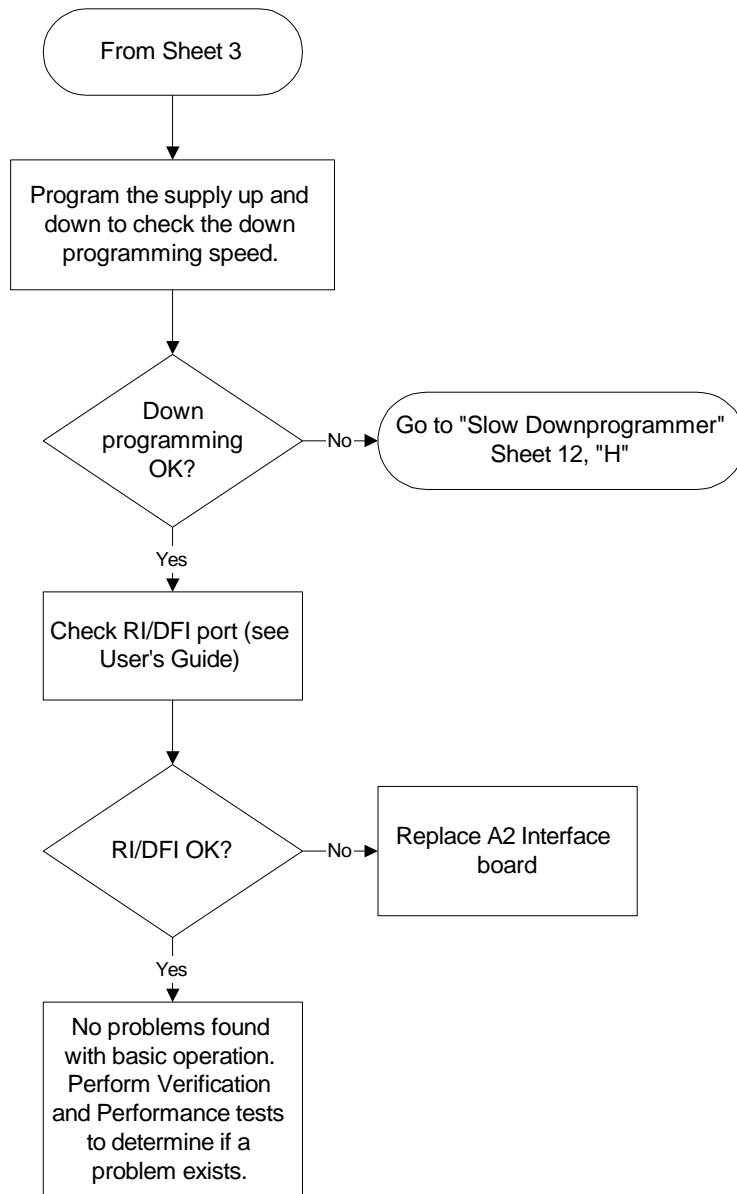 From Sheet 3
Program the supply up and
down to check the down
programming speed.
Down
programming
OK?
No
Go to "Slow Downprogrammer"
Sheet 12, "H"
Yes
Check RI/DFI port (see
User's Guide)
RI/DFI OK?
No
Replace A2 Interface
board
Yes
No problems found
with basic operation.
Perform Verification
and Performance tests
to determine if a
problem exists.